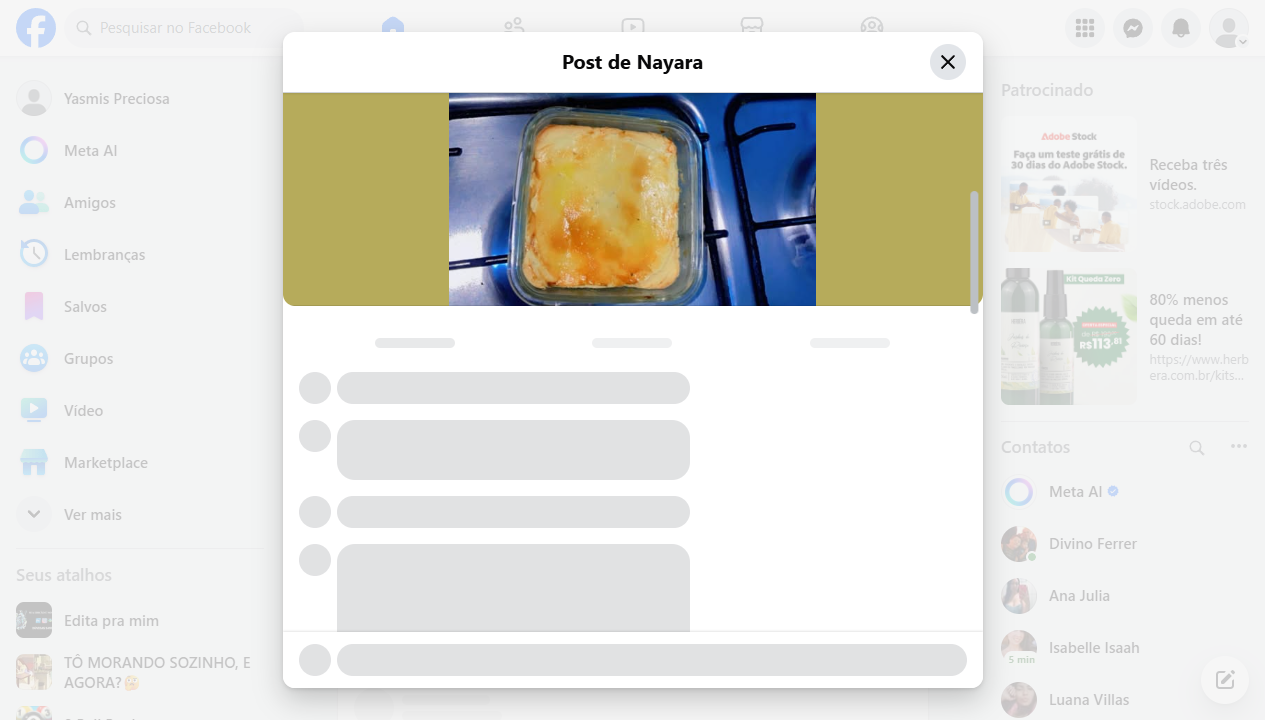 Pesquisar no Facebook
Post de Nayara
Yasmis Preciosa
Meta AI
Amigos
Lembranças
Salvos
Grupos
Vídeo
Marketplace
Ver mais
Seus atalhos
Edita pra mim
TÔ MORANDO SOZINHO, E
AGORA?🤔
Patrocinado
Adobe Stock
Faça um teste grátis de
30 dias do Adobe Stock.
Receba três
vídeos.
stock.adobe.com
Kit Queda Zero
R$113,81
80% menos
queda em até
60 dias!
https://www.herb
era.com.br/kits...
Contatos
Meta AI
Divino Ferrer
Ana Julia
Isabelle Isaah
5 min
Luana Villas